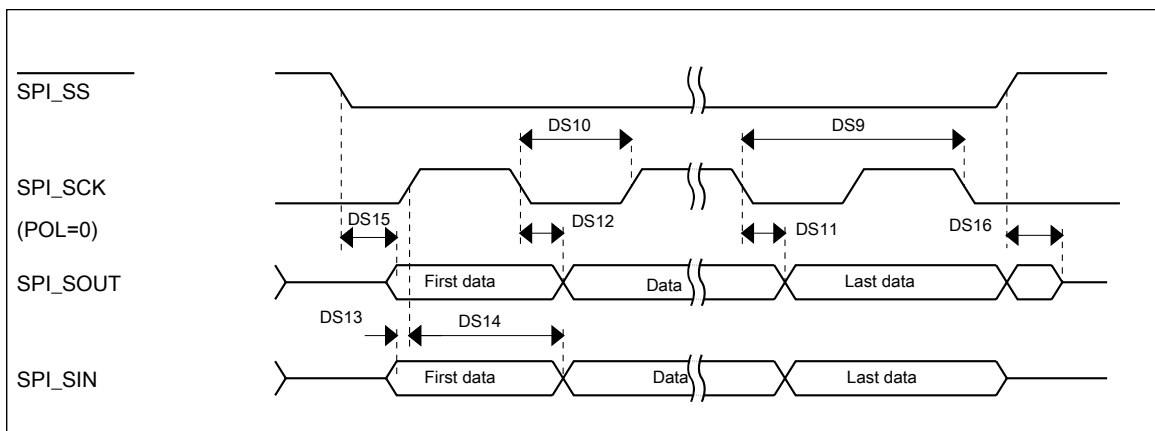 SPI_SS
DS10
DS9
SPI_SCK
DS15
DS12
DS11
DS16
(POL=0)
SPI_SOUT
First data
Data
Last data
DS13
DS14
SPI_SIN
First data
Data
Last data